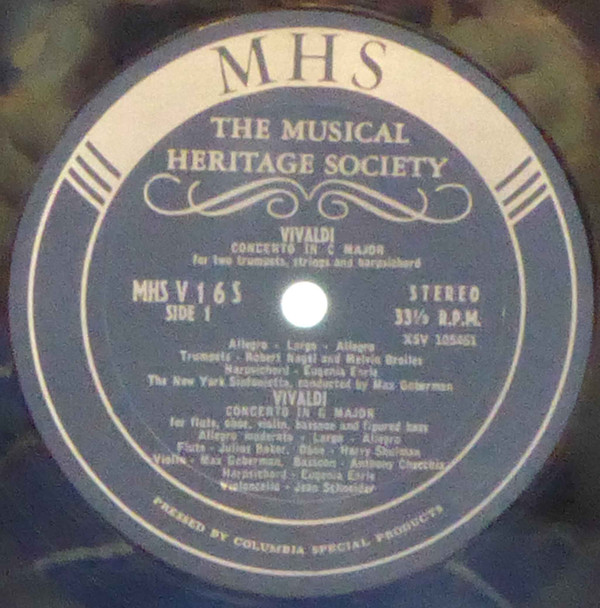 MHS
THE MUSICAL
HERITAGE SOCIETY
VIVALDI
CONCERTO IN C MAJOR
for two trumpets, strings and harpsichord
MHS V 16 S
SIDE 1
STEREO
33⅓ R.P.M.
XSV 105461
Allegro - Largo - Allegro
Trumpets - Robert Nagel and Melvin Broiles
Harpsichord - Eugenia Earle
The New York Sinfonietta, conducted by Max Goberman
VIVALDI
CONCERTO IN G MAJOR
for flute, oboe, violin, bassoon and figured bass
Allegro moderato - Largo - Allegro
Flute - Julius Baker, Oboe - Harry Shulman
Violin - Max Goberman, Bassoon - Anthony Checchia
Harpsichord - Eugenia Earle
Violoncello - Jean Schneider
PRESSED BY COLUMBIA SPECIAL PRODUCTS